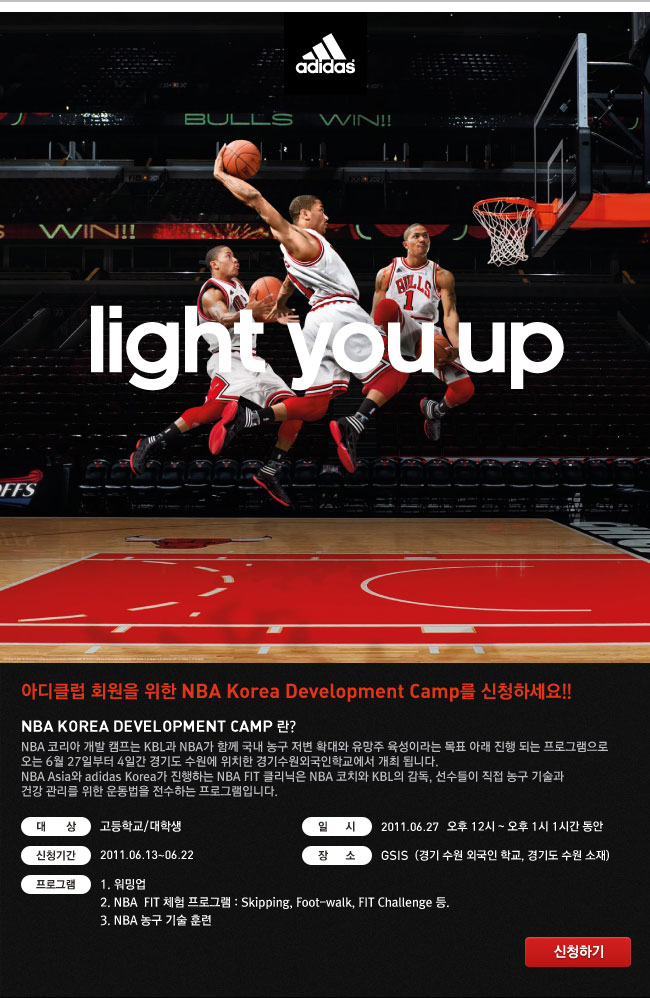 adidas
BULLS WIN!!
WIN!!
BULLS
1
light you up
OFFS
아디클럽 회원을 위한 NBA Korea Development Camp를 신청하세요!!
NBA KOREA DEVELOPMENT CAMP 란?
NBA 코리아 개발 캠프는 KBL과 NBA가 함께 국내 농구 저변 확대와 유망주 육성이라는 목표 아래 진행 되는 프로그램으로
오는 6월 27일부터 4일간 경기도 수원에 위치한 경기수원외국인학교에서 개최 됩니다.
NBA Asia와 adidas Korea가 진행하는 NBA FIT 클리닉은 NBA 코치와 KBL의 감독, 선수들이 직접 농구 기술과
건강 관리를 위한 운동법을 전수하는 프로그램입니다.
대 상 고등학교/대학생
일 시 2011.06.27 오후 12시 ~ 오후 1시 1시간 동안
신청기간 2011.06.13~06.22
장 소 GSIS (경기 수원 외국인 학교, 경기도 수원 소재)
프로그램 1. 워밍업
2. NBA FIT 체험 프로그램 : Skipping, Foot-walk, FIT Challenge 등.
3. NBA 농구 기술 훈련
신청하기